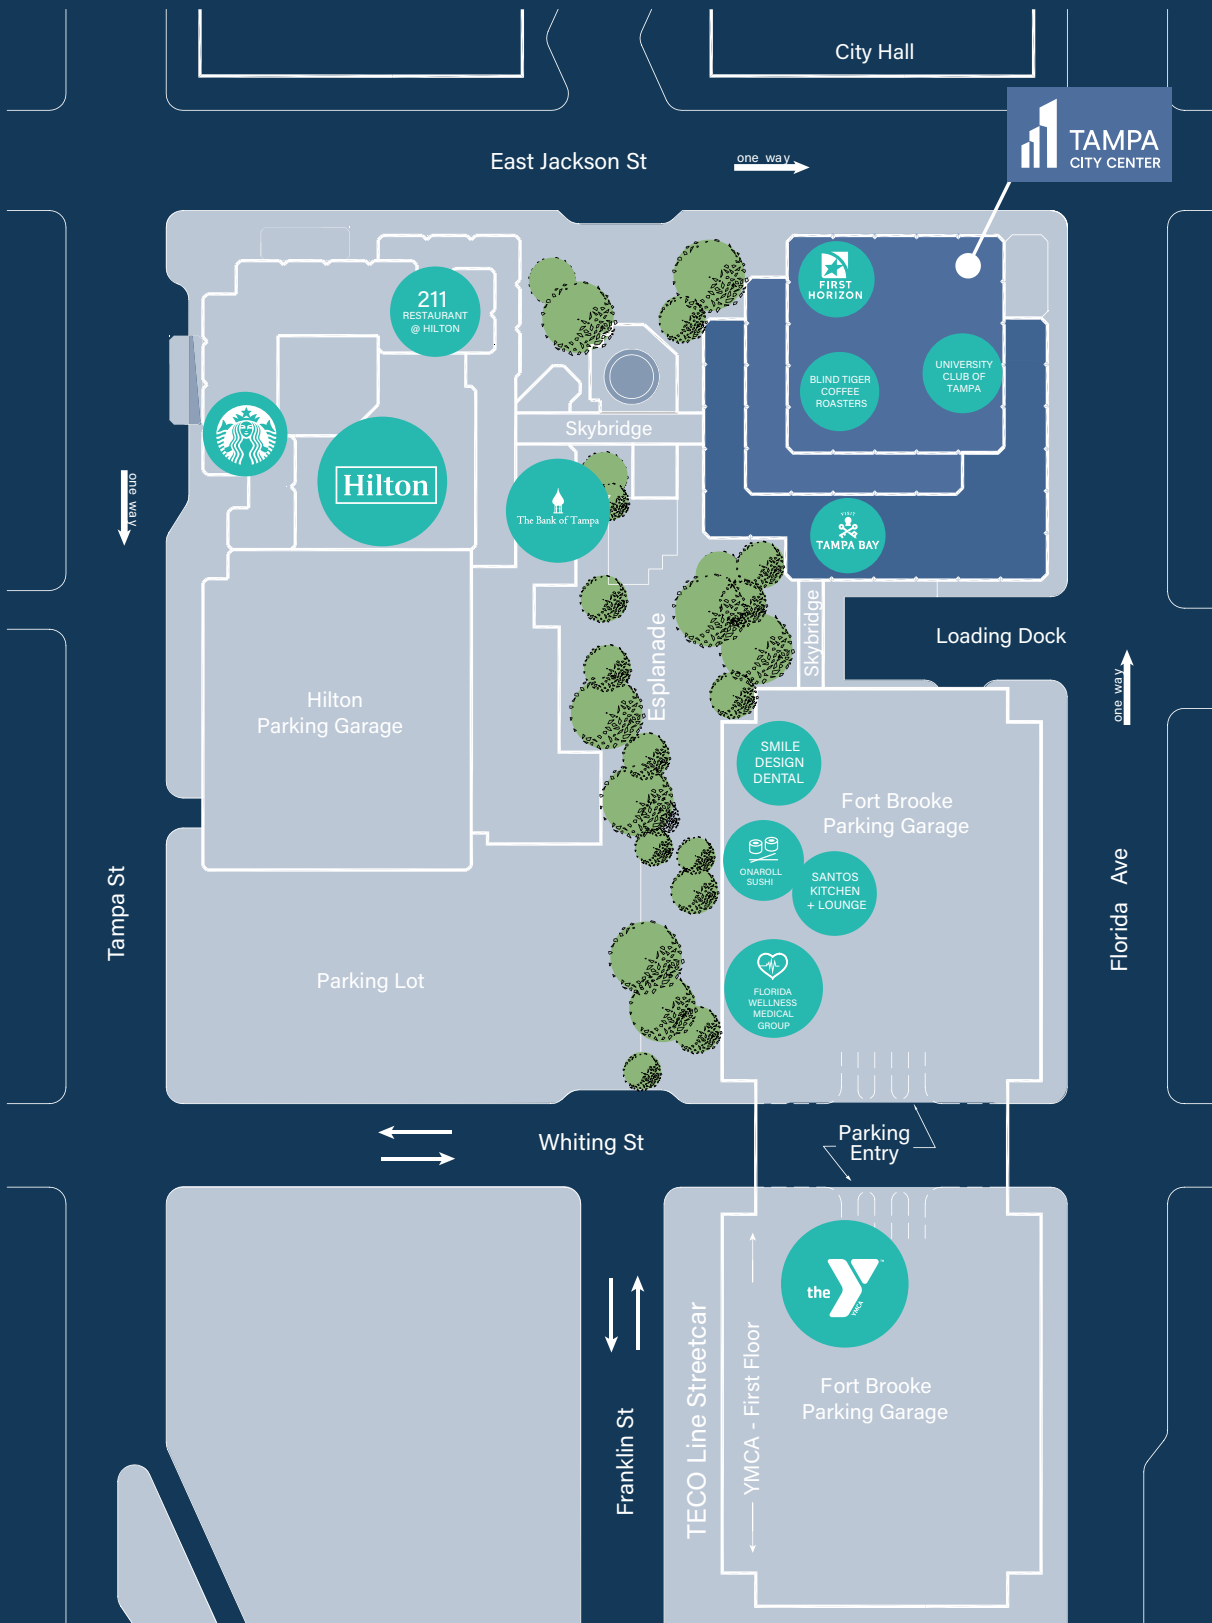 City Hall
TAMPA
CITY CENTER
East Jackson St
one way
FIRST
HORIZON
211
RESTAURANT
@ HILTON
UNIVERSITY
CLUB OF
TAMPA
BLIND TIGER
COFFEE
ROASTERS
Skybridge
Hilton
The Bank of Tampa
one way
VISIT
TAMPA BAY
Skybridge
Loading Dock
Esplanade
one way
Hilton
Parking Garage
SMILE
DESIGN
DENTAL
Fort Brooke
Parking Garage
ONAROLL
SUSHI
SANTOS
KITCHEN
+ LOUNGE
Tampa St
Florida Ave
Parking Lot
FLORIDA
WELLNESS
MEDICAL
GROUP
Whiting St
Parking
Entry
the
YMCA
TECO Line Streetcar
YMCA - First Floor
Franklin St
Fort Brooke
Parking Garage